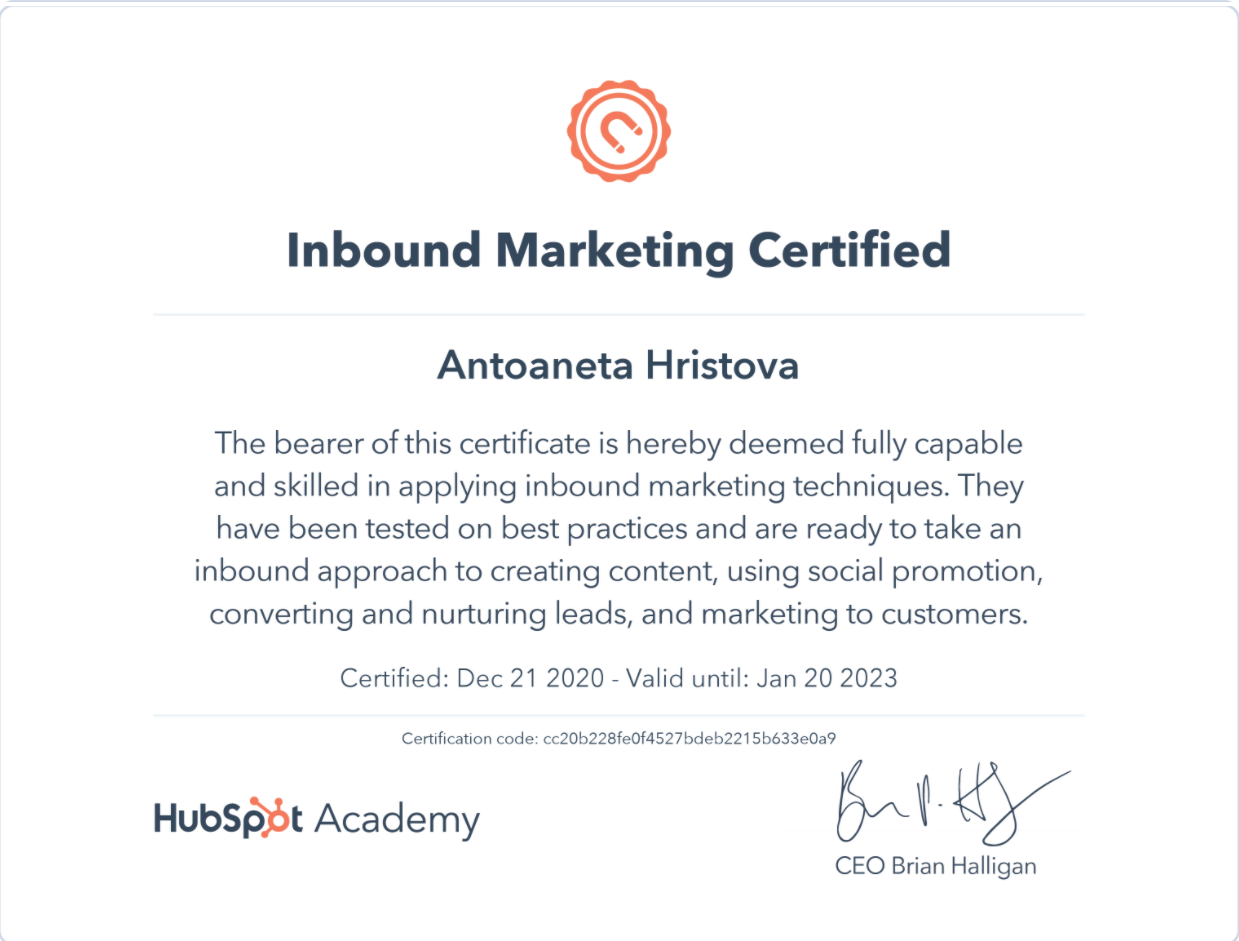 Inbound Marketing Certified
Antoaneta Hristova
The bearer of this certificate is hereby deemed fully capable
and skilled in applying inbound marketing techniques. They
have been tested on best practices and are ready to take an
inbound approach to creating content, using social promotion,
converting and nurturing leads, and marketing to customers.
Certified: Dec 21 2020 - Valid until: Jan 20 2023
Certification code: cc20b228fe0f4527bdeb2215b633e0a9
HubSpot Academy
CEO Brian Halligan